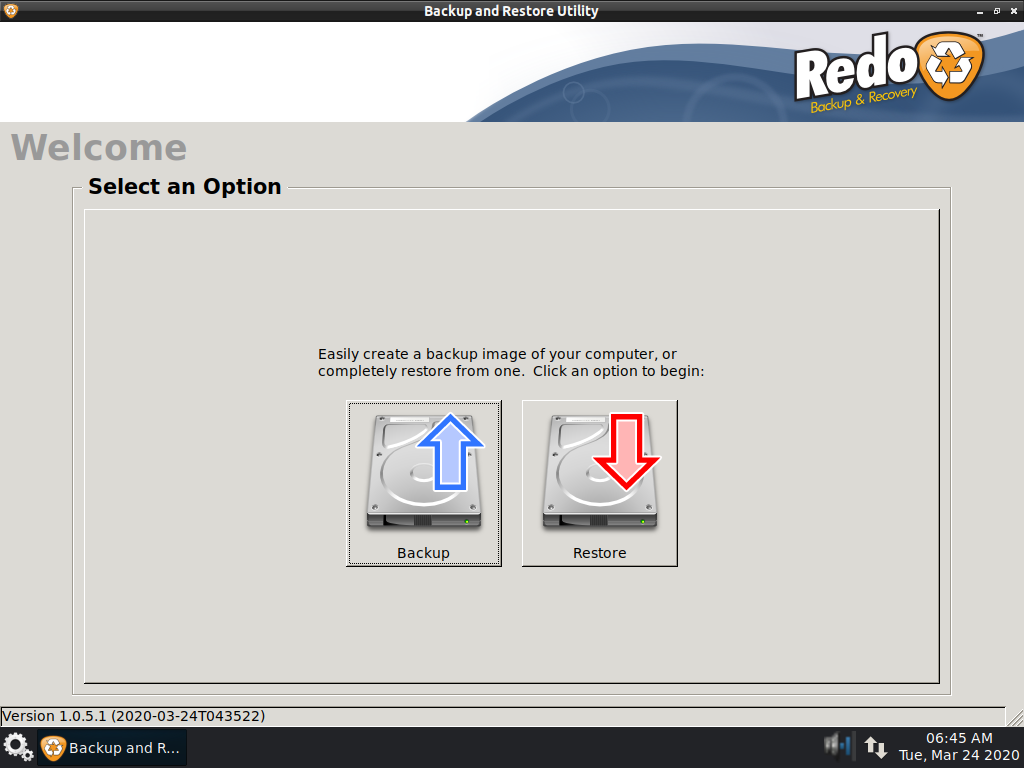 Backup and Restore Utility
Redo™
Backup & Recovery
Welcome
Select an Option
Easily create a backup image of your computer, or
completely restore from one.  Click an option to begin:
Backup
Restore
Version 1.0.5.1 (2020-03-24T043522)
Backup and R...
06:45 AM
Tue, Mar 24 2020